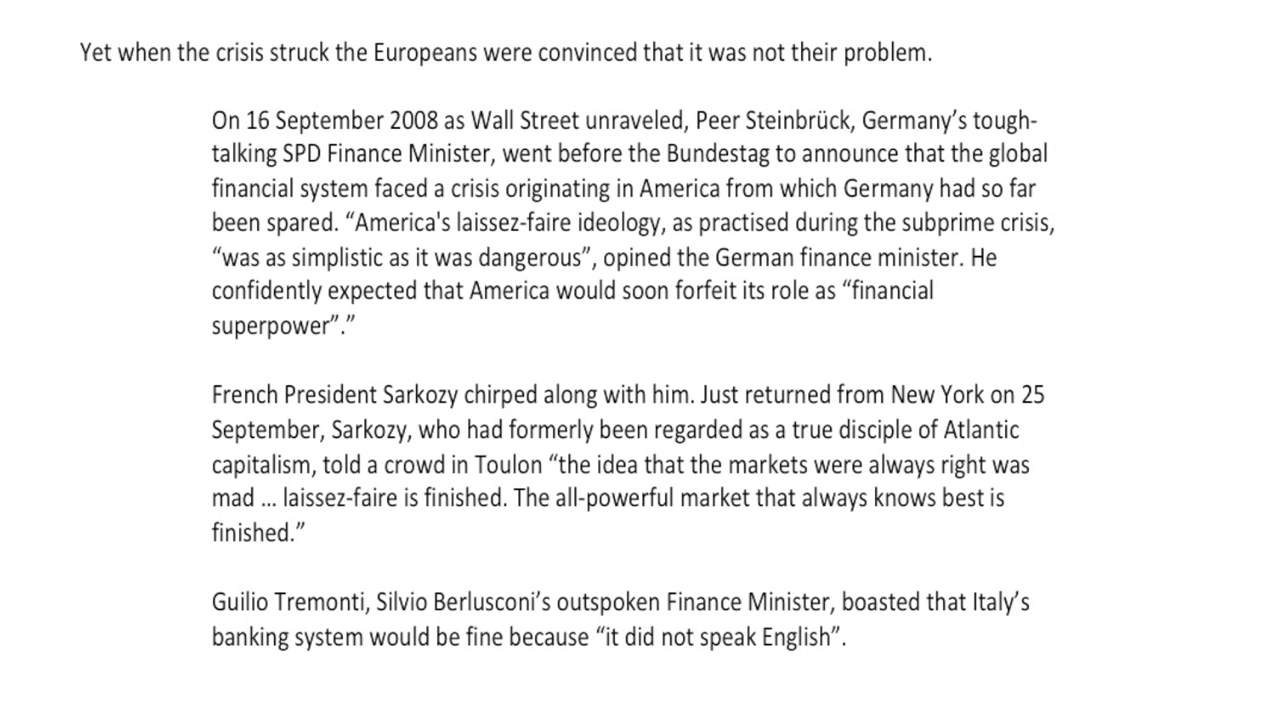 Yet when the crisis struck the Europeans were convinced that it was not their problem.
On 16 September 2008 as Wall Street unraveled, Peer Steinbrück, Germany’s tough-
talking SPD Finance Minister, went before the Bundestag to announce that the global
financial system faced a crisis originating in America from which Germany had so far
been spared. “America's laissez-faire ideology, as practised during the subprime crisis,
“was as simplistic as it was dangerous”, opined the German finance minister. He
confidently expected that America would soon forfeit its role as “financial
superpower”.”
French President Sarkozy chirped along with him. Just returned from New York on 25
September, Sarkozy, who had formerly been regarded as a true disciple of Atlantic
capitalism, told a crowd in Toulon “the idea that the markets were always right was
mad ... laissez-faire is finished. The all-powerful market that always knows best is
finished.”
Guilio Tremonti, Silvio Berlusconi’s outspoken Finance Minister, boasted that Italy’s
banking system would be fine because “it did not speak English”.